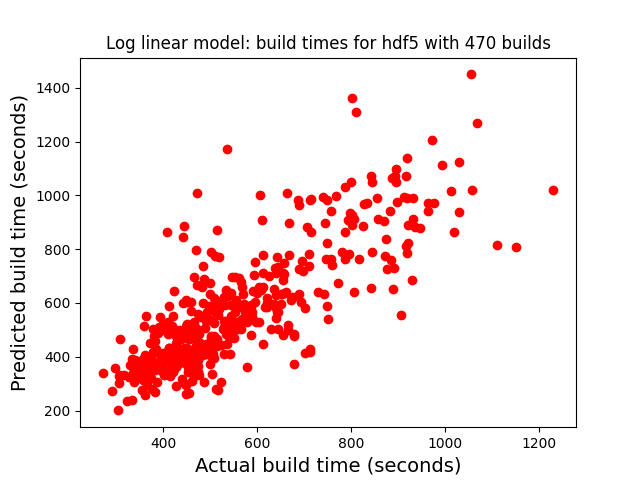 Log linear model: build times for hdf5 with 470 builds
1400
1200
1000
800
600
400
200
Predicted build time (seconds)
400 600 800 1000 1200
Actual build time (seconds)